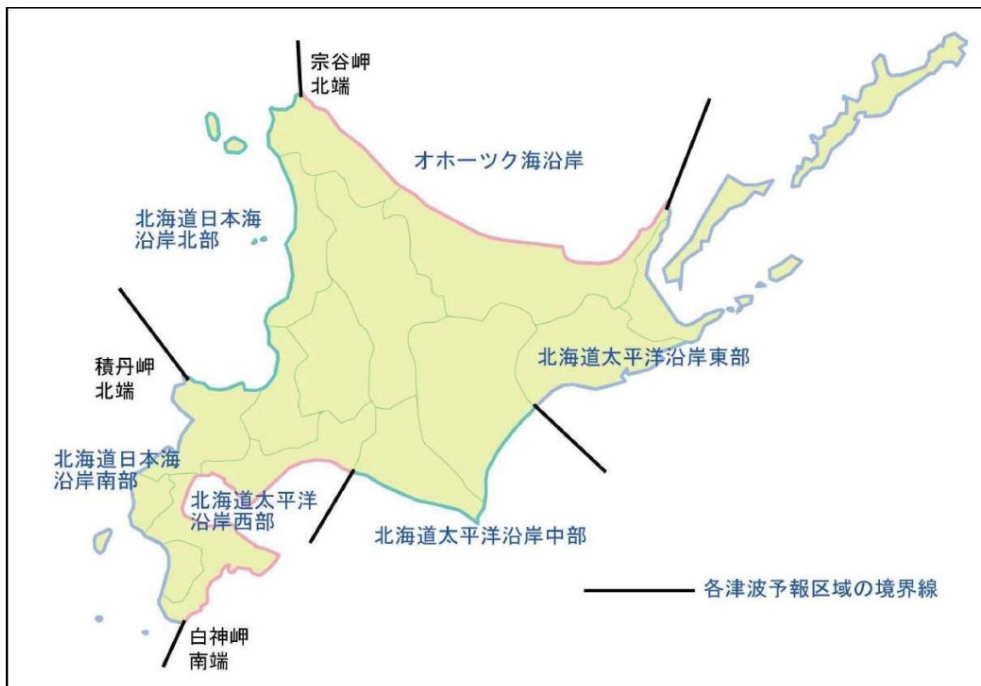 宗谷岬
北端
オホーツク海沿岸
北海道日本海
沿岸北部
積丹岬
北端
北海道太平洋沿岸東部
北海道日本海
沿岸南部
北海道太平洋
沿岸西部
北海道太平洋沿岸中部
各津波予報区域の境界線
白神岬
南端